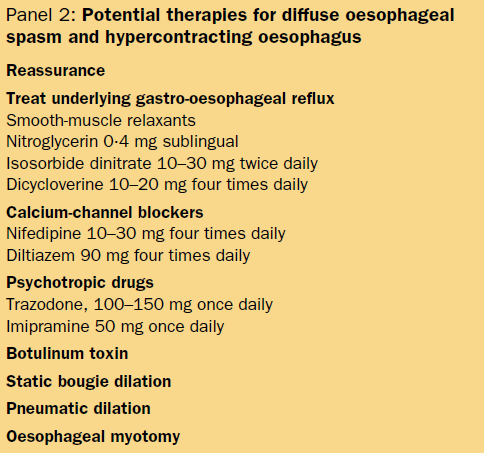 Panel 2: Potential therapies for diffuse oesophageal
spasm and hypercontracting oesophagus
Reassurance
Treat underlying gastro-oesophageal reflux
Smooth-muscle relaxants
Nitroglycerin 0·4 mg sublingual
Isosorbide dinitrate 10–30 mg twice daily
Dicycloverine 10–20 mg four times daily
Calcium-channel blockers
Nifedipine 10–30 mg four times daily
Diltiazem 90 mg four times daily
Psychotropic drugs
Trazodone, 100–150 mg once daily
Imipramine 50 mg once daily
Botulinum toxin
Static bougie dilation
Pneumatic dilation
Oesophageal myotomy